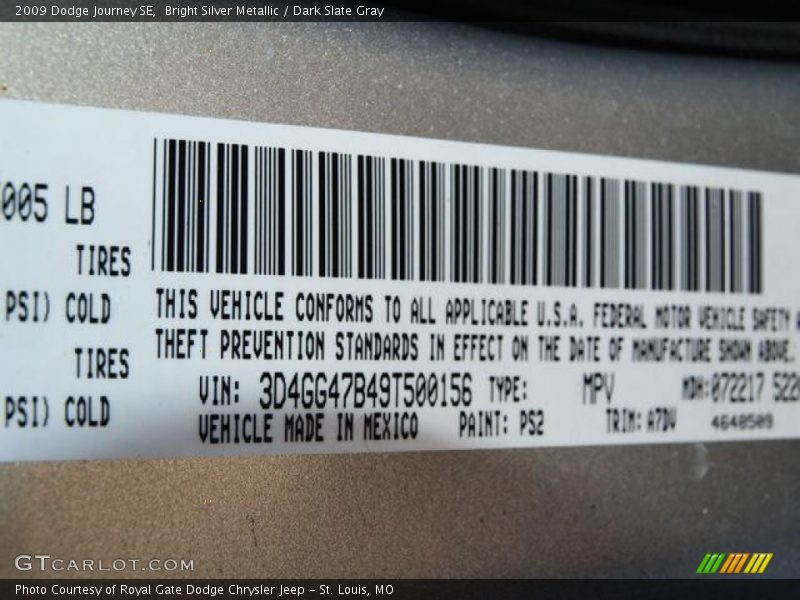 2009 Dodge Journey SE, Bright Silver Metallic / Dark Slate Gray
005 LB
TIRES
PSI) COLD
TIRES
PSI) COLD
THIS VEHICLE CONFORMS TO ALL APPLICABLE U.S.A. FEDERAL MOTOR VEHICLE SAFETY
THEFT PREVENTION STANDARDS IN EFFECT ON THE DATE OF MANUFACTURE SHOWN ABOVE.
VIN: 3D4GG47B49T500156 TYPE: MPV MDH:072217 522
VEHICLE MADE IN MEXICO PAINT: PS2 TRIM: A7DV 4648509
GTCARLOT.COM
Photo Courtesy of Royal Gate Dodge Chrysler Jeep – St. Louis, MO